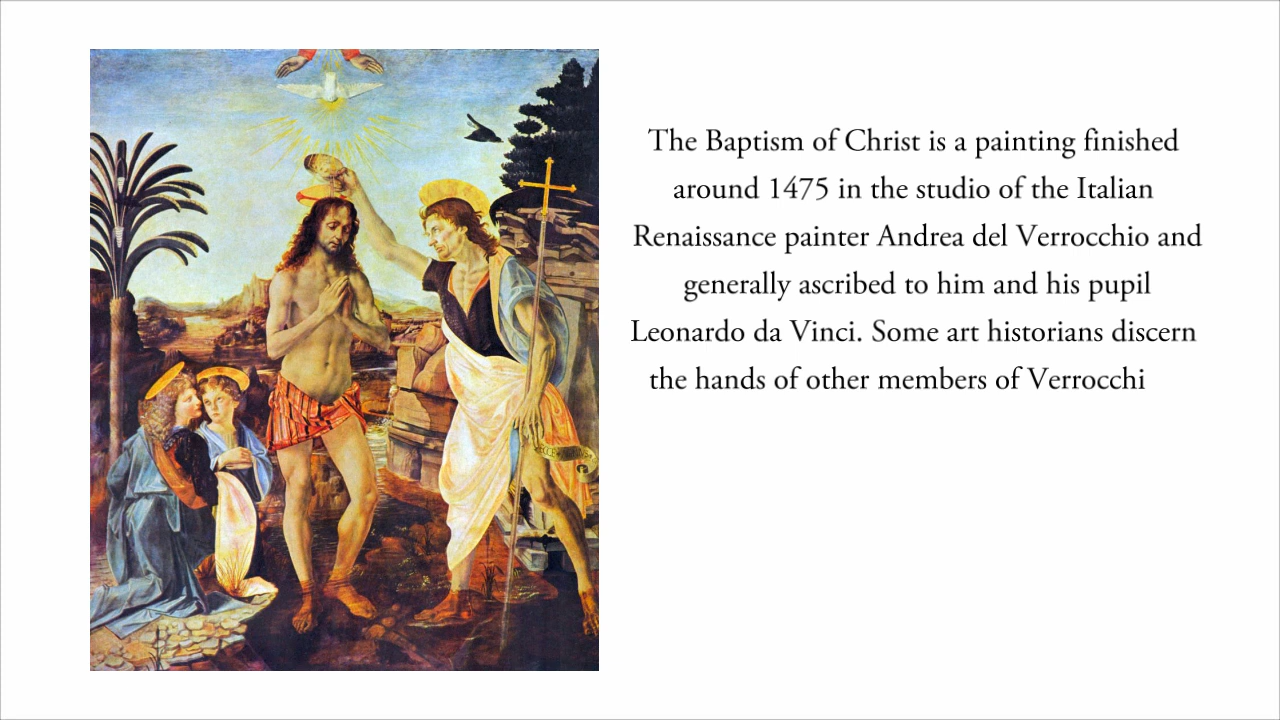 The Baptism of Christ is a painting finished
around 1475 in the studio of the Italian
Renaissance painter Andrea del Verrocchio and
generally ascribed to him and his pupil
Leonardo da Vinci. Some art historians discern
the hands of other members of Verrocchi